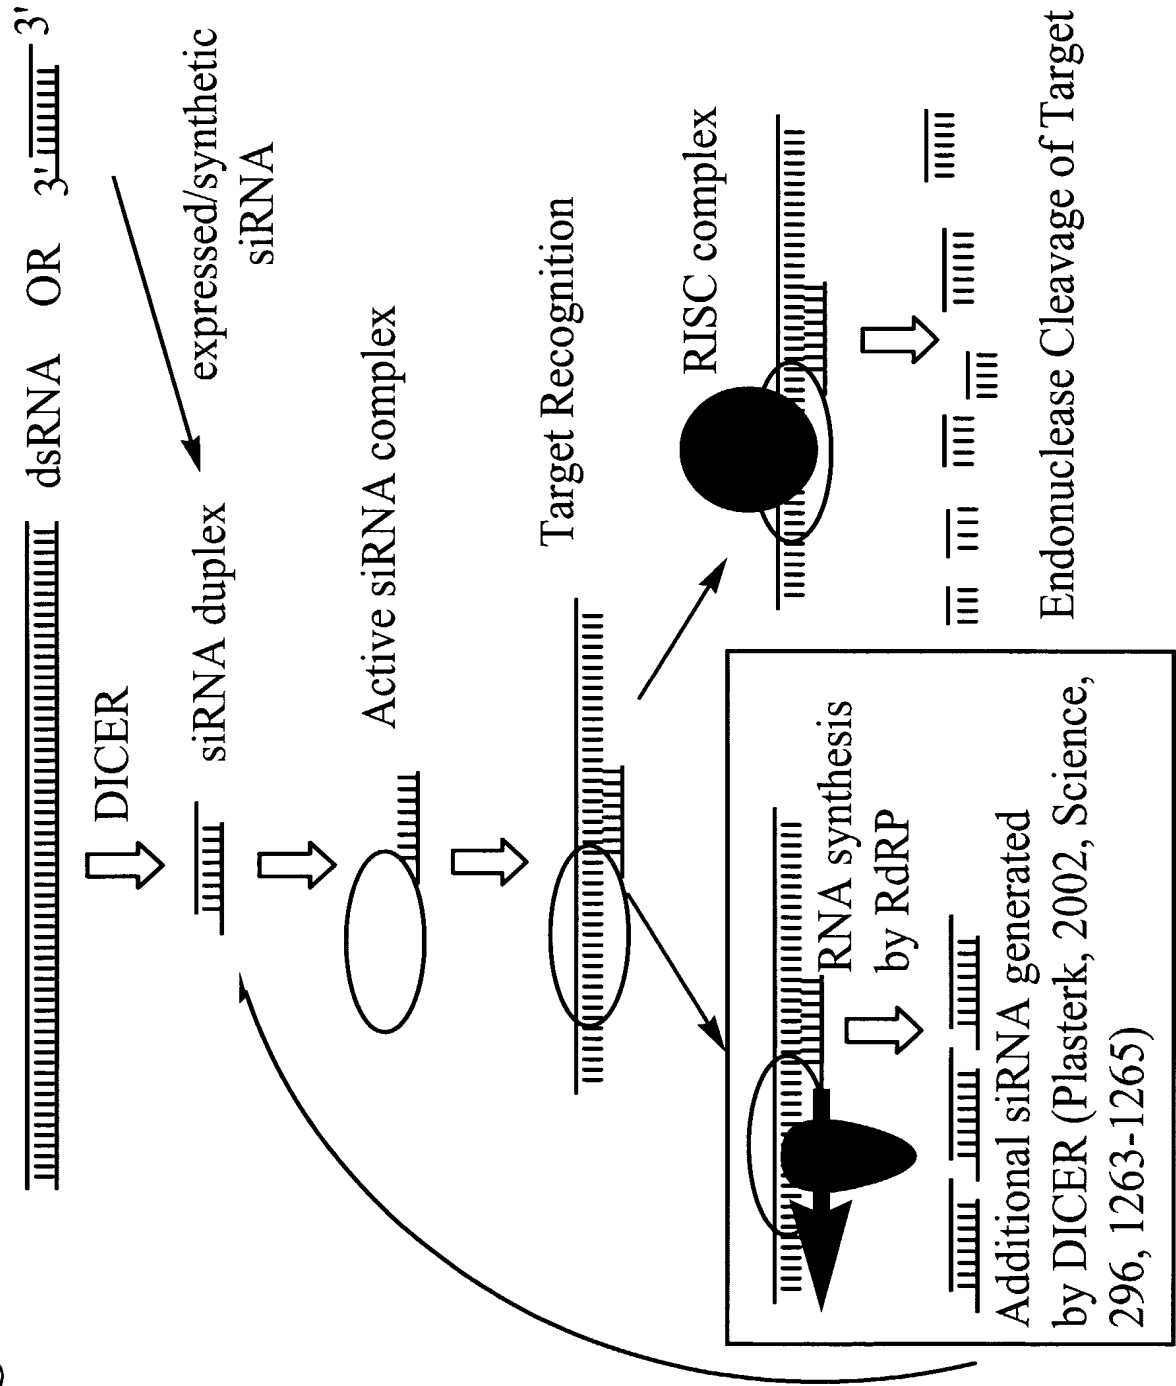 dsRNA OR 3' 3'
DICER
siRNA duplex
expressed/synthetic
siRNA
Active siRNA complex
Target Recognition
RISC complex
RNA synthesis
by RdRP
Additional siRNA generated
by DICER (Plasterk, 2002, Science,
296, 1263-1265)
Endonuclease Cleavage of Target